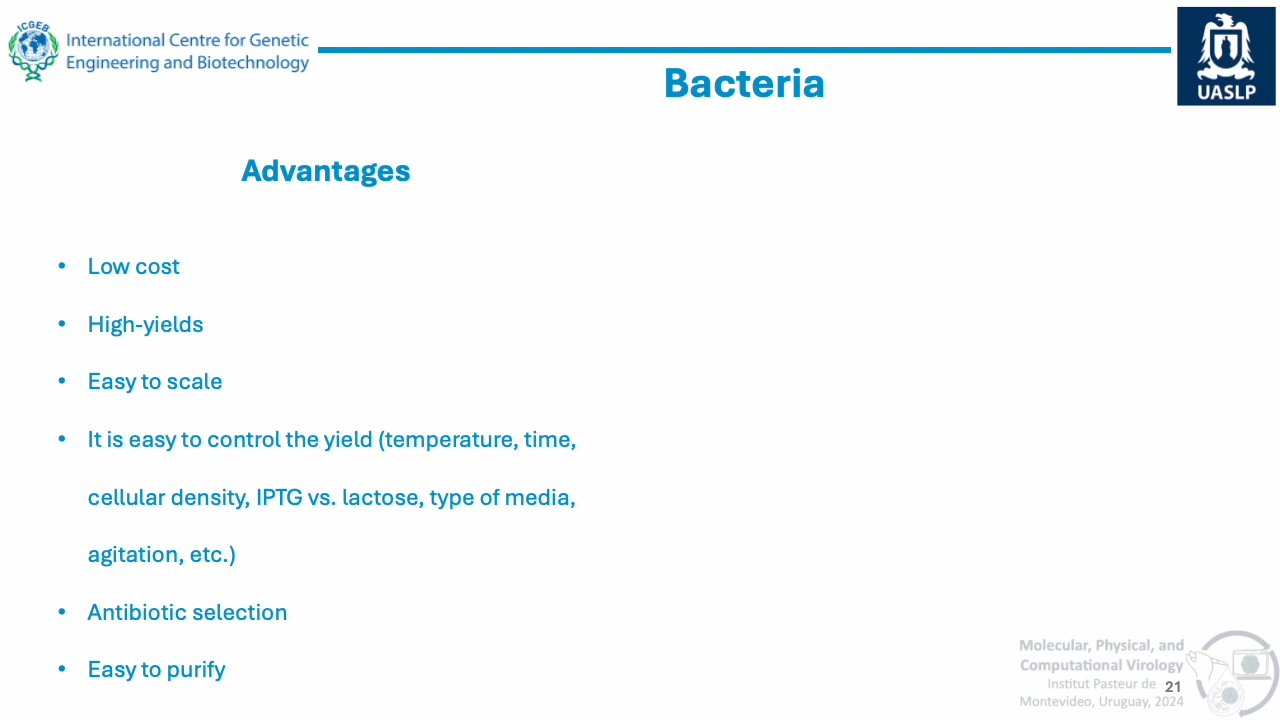 ICGEB
International Centre for Genetic
Engineering and Biotechnology
UASLP
Bacteria
Advantages
• Low cost
• High-yields
• Easy to scale
• It is easy to control the yield (temperature, time,
cellular density, IPTG vs. lactose, type of media,
agitation, etc.)
• Antibiotic selection
• Easy to purify
Molecular, Physical, and
Computational Virology
Institut Pasteur de
Montevideo, Uruguay, 2024
21